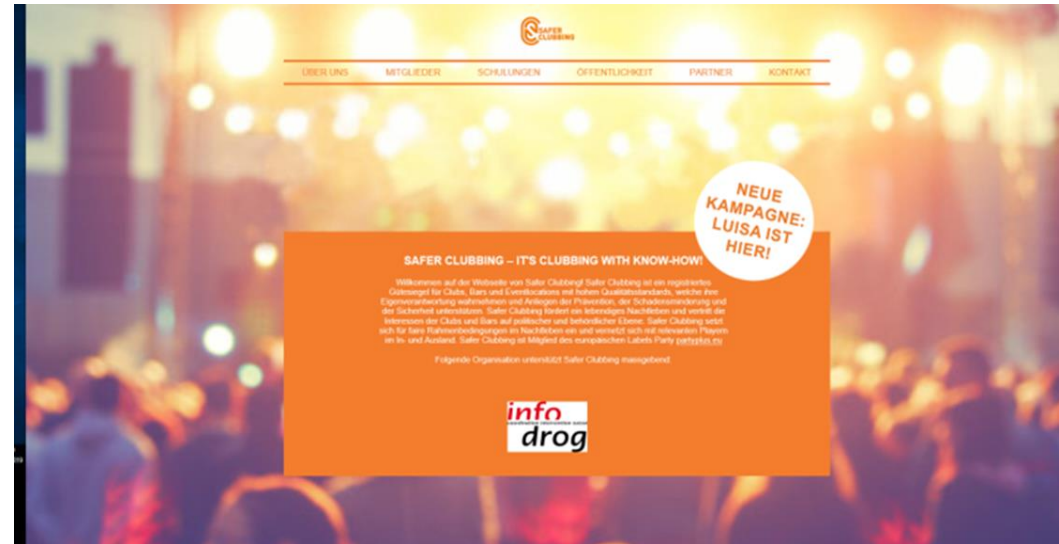 SAFER
CLUBBING
ÜBER UNS MITGLIEDER SCHULUNGEN ÖFFENTLICHKEIT PARTNER KONTAKT
NEUE
KAMPAGNE:
LUISA IST
HIER!
SAFER CLUBBING – IT'S CLUBBING WITH KNOW-HOW!
Willkommen auf der Webseite von Safer Clubbing! Safer Clubbing ist ein registriertes
Gütesiegel für Clubs, Bars und Eventlocations mit hohen Qualitätsstandards, welche ihre
Eigenverantwortung wahrnehmen und Anliegen der Prävention, der Schadensminderung und
der Sicherheit unterstützen. Safer Clubbing fördert ein lebendiges Nachtleben und vertritt die
Interessen der Clubs und Bars auf politischer und behördlicher Ebene. Safer Clubbing setzt
sich für faire Rahmenbedingungen im Nachtleben ein und vernetzt sich mit relevanten Playern
im In- und Ausland. Safer Clubbing ist Mitglied des europäischen Labels Party partyplus.eu
Folgende Organisation unterstützt Safer Clubbing massgebend
info
drog